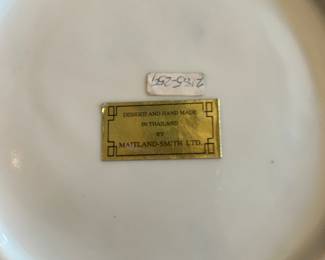 DESIGNED AND HAND MADE
IN THAILAND
BY
MAITLAND-SMITH LTD.